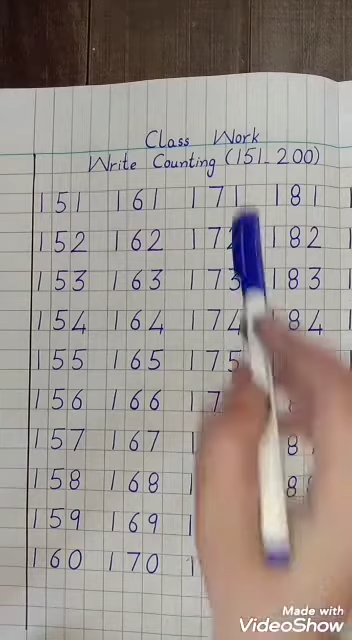 Class Work
Write Counting (151-200)
151 161 171 181
152 162 172 182
153 163 173 183
154 164 174 184
155 165 175
156 166
157 167
158 168
159 169
160 170
Made with
VideoShow